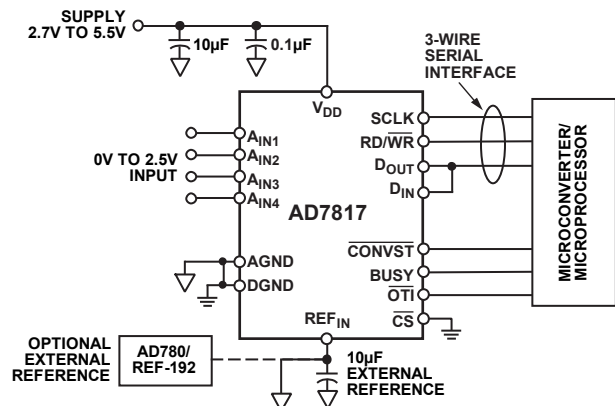 SUPPLY
2.7V TO 5.5V
10µF
0.1µF
3-WIRE
SERIAL
INTERFACE
VDD
AIN1
AIN2
AIN3
AIN4
0V TO 2.5V
INPUT
AD7817
SCLK
RD/WR
DOUT
DIN
CONVST
BUSY
OTI
CS
MICROCONVERTER/
MICROPROCESSOR
AGND
DGND
REFIN
OPTIONAL
EXTERNAL
REFERENCE
AD780/
REF-192
10µF
EXTERNAL
REFERENCE